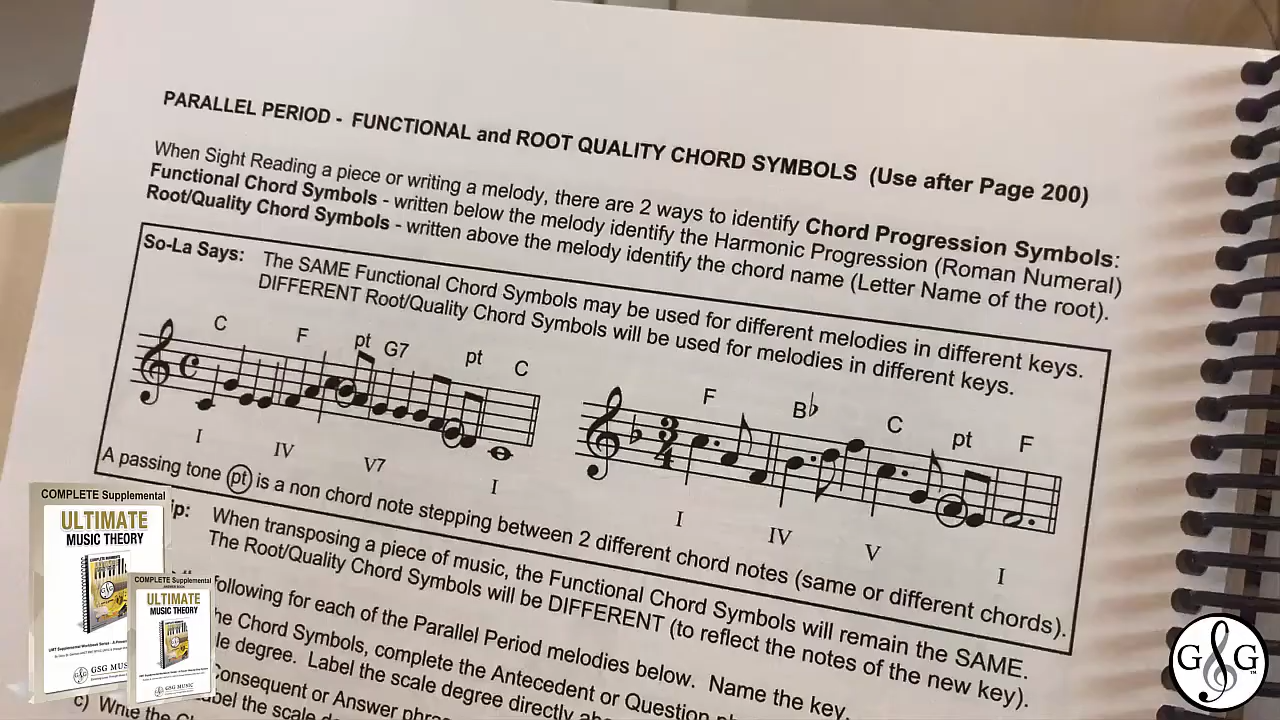 PARALLEL PERIOD - FUNCTIONAL and ROOT QUALITY CHORD SYMBOLS (Use after Page 200)
When Sight Reading a piece or writing a melody, there are 2 ways to identify Chord Progression Symbols:
Functional Chord Symbols - written below the melody identify the Harmonic Progression (Roman Numeral)
Root/Quality Chord Symbols - written above the melody identify the chord name (Letter Name of the root).
So-La Says: The SAME Functional Chord Symbols may be used for different melodies in different keys.
DIFFERENT Root/Quality Chord Symbols will be used for melodies in different keys.
C F pt G7 pt C
I IV V7 I
F B♭ C pt F
3
4
I IV V I
A passing tone (pt) is a non chord note stepping between 2 different chord notes (same or different chords).
When transposing a piece of music, the Functional Chord Symbols will remain the SAME.
The Root/Quality Chord Symbols will be DIFFERENT (to reflect the notes of the new key).
following for each of the Parallel Period melodies below. Name the key.
Chord Symbols, complete the Antecedent or Question
degree. Label the scale degree directly
Consequent or Answer
c) Write the
the scale
COMPLETE Supplemental
ULTIMATE
MUSIC THEORY
GSG MUSIC
COMPLETE Supplemental
ULTIMATE
MUSIC THEORY
GSG MUSIC
G G